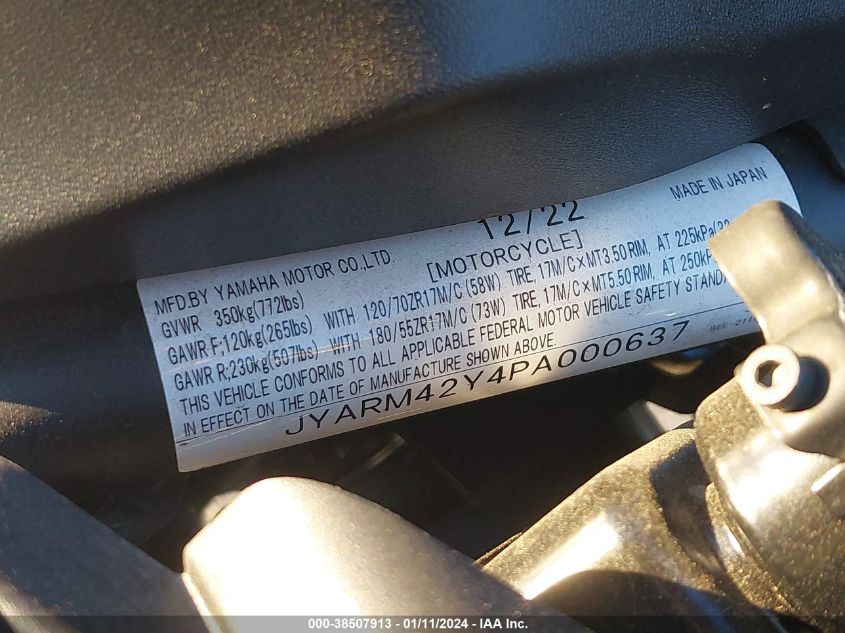 12/22
MADE IN JAPAN
MFD.BY YAMAHA MOTOR CO.,LTD.
[MOTORCYCLE]
GVWR 350kg(772lbs)
GAWR F;120kg(265lbs) WITH 120/70ZR17M/C (58W) TIRE, 17M/C×MT3.50 RIM, AT 225kPa(
GAWR R;230kg(507lbs) WITH 180/55ZR17M/C (73W) TIRE, 17M/C×MT5.50 RIM, AT 250kP
THIS VEHICLE CONFORMS TO ALL APPLICABLE FEDERAL MOTOR VEHICLE SAFETY STAND
IN EFFECT ON THE DATE OF MANUFACTURE SHOWN ABOVE.
JYARM42Y4PA000637
000-38507913 - 01/11/2024 - IAAI Corp.